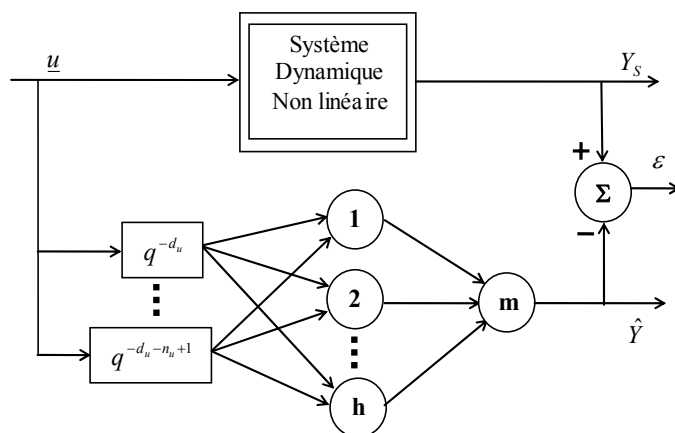 Système
Dynamique
Non linéaire
u
Y_S
+
ε
Σ
−
1
q^{-d_u}
2
m
Ŷ
q^{-d_u-n_u+1}
h